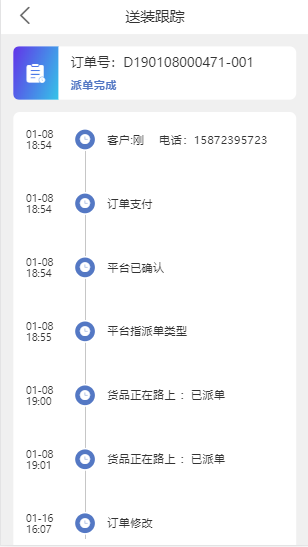 送装跟踪
订单号：D190108000471-001
派单完成
01-08 客户:刚 电话：15872395723
18:54
01-08 订单支付
18:54
01-08 平台已确认
18:54
01-08 平台指派单类型
18:55
01-08 货品正在路上 ：已派单
19:00
01-08 货品正在路上 ：已派单
19:01
01-16 订单修改
16:07